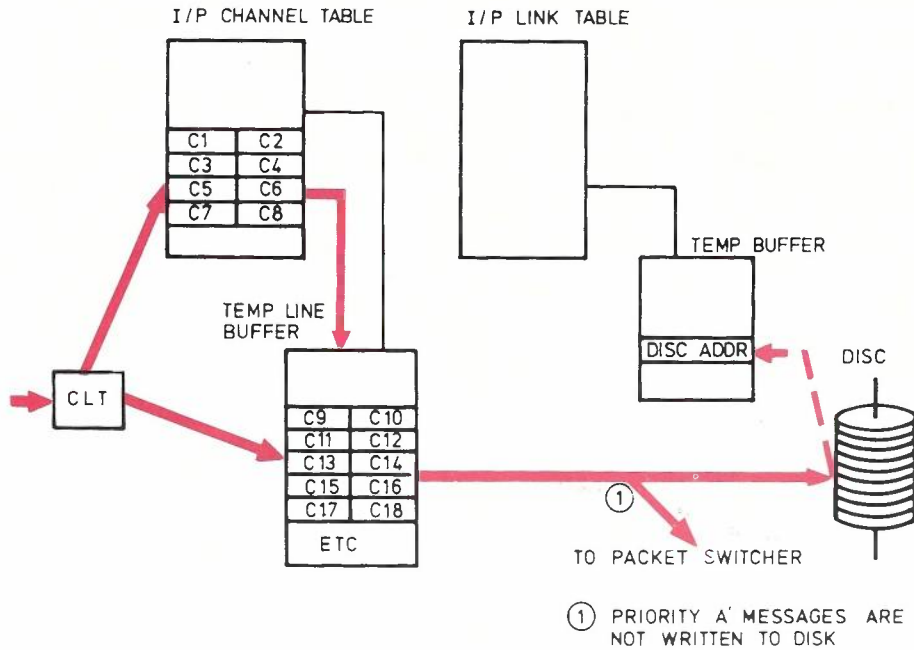 I/P CHANNEL TABLE
I/P LINK TABLE
C1 C2
C3 C4
C5 C6
C7 C8
TEMP BUFFER
TEMP LINE
BUFFER
DISC ADDR
DISC
CLT
C9 C10
C11 C12
C13 C14
C15 C16
C17 C18
ETC
1
TO PACKET SWITCHER
1 PRIORITY A' MESSAGES ARE
NOT WRITTEN TO DISK